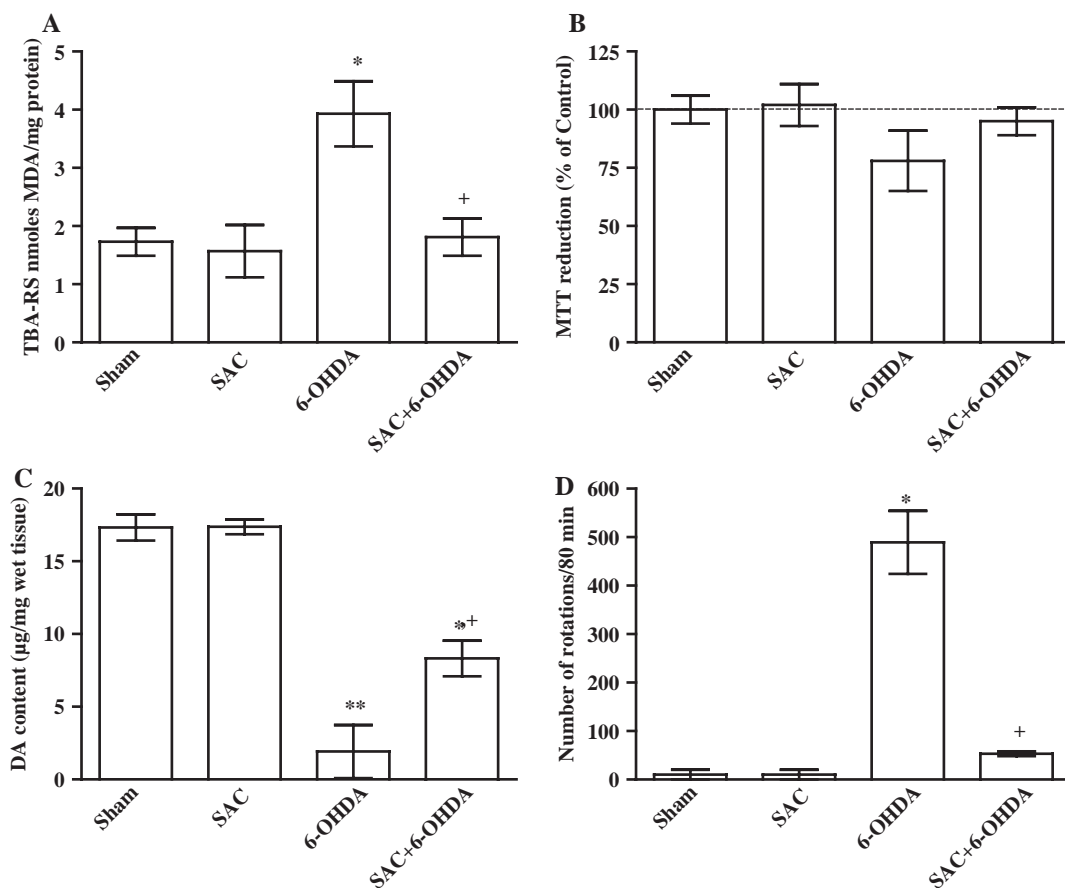 A
TBA-RS nmoles MDA/mg protein)
5
4
3
2
1
0
*
+
Sham
SAC
6-OHDA
SAC+6-OHDA
B
MTT reduction (% of Control)
125
100
75
50
25
0
Sham
SAC
6-OHDA
SAC+6-OHDA
C
DA content (µg/mg wet tissue)
20
15
10
5
0
**
*,+
Sham
SAC
6-OHDA
SAC+6-OHDA
D
Number of rotations/80 min
600
500
400
300
200
100
0
*
+
Sham
SAC
6-OHDA
SAC+6-OHDA